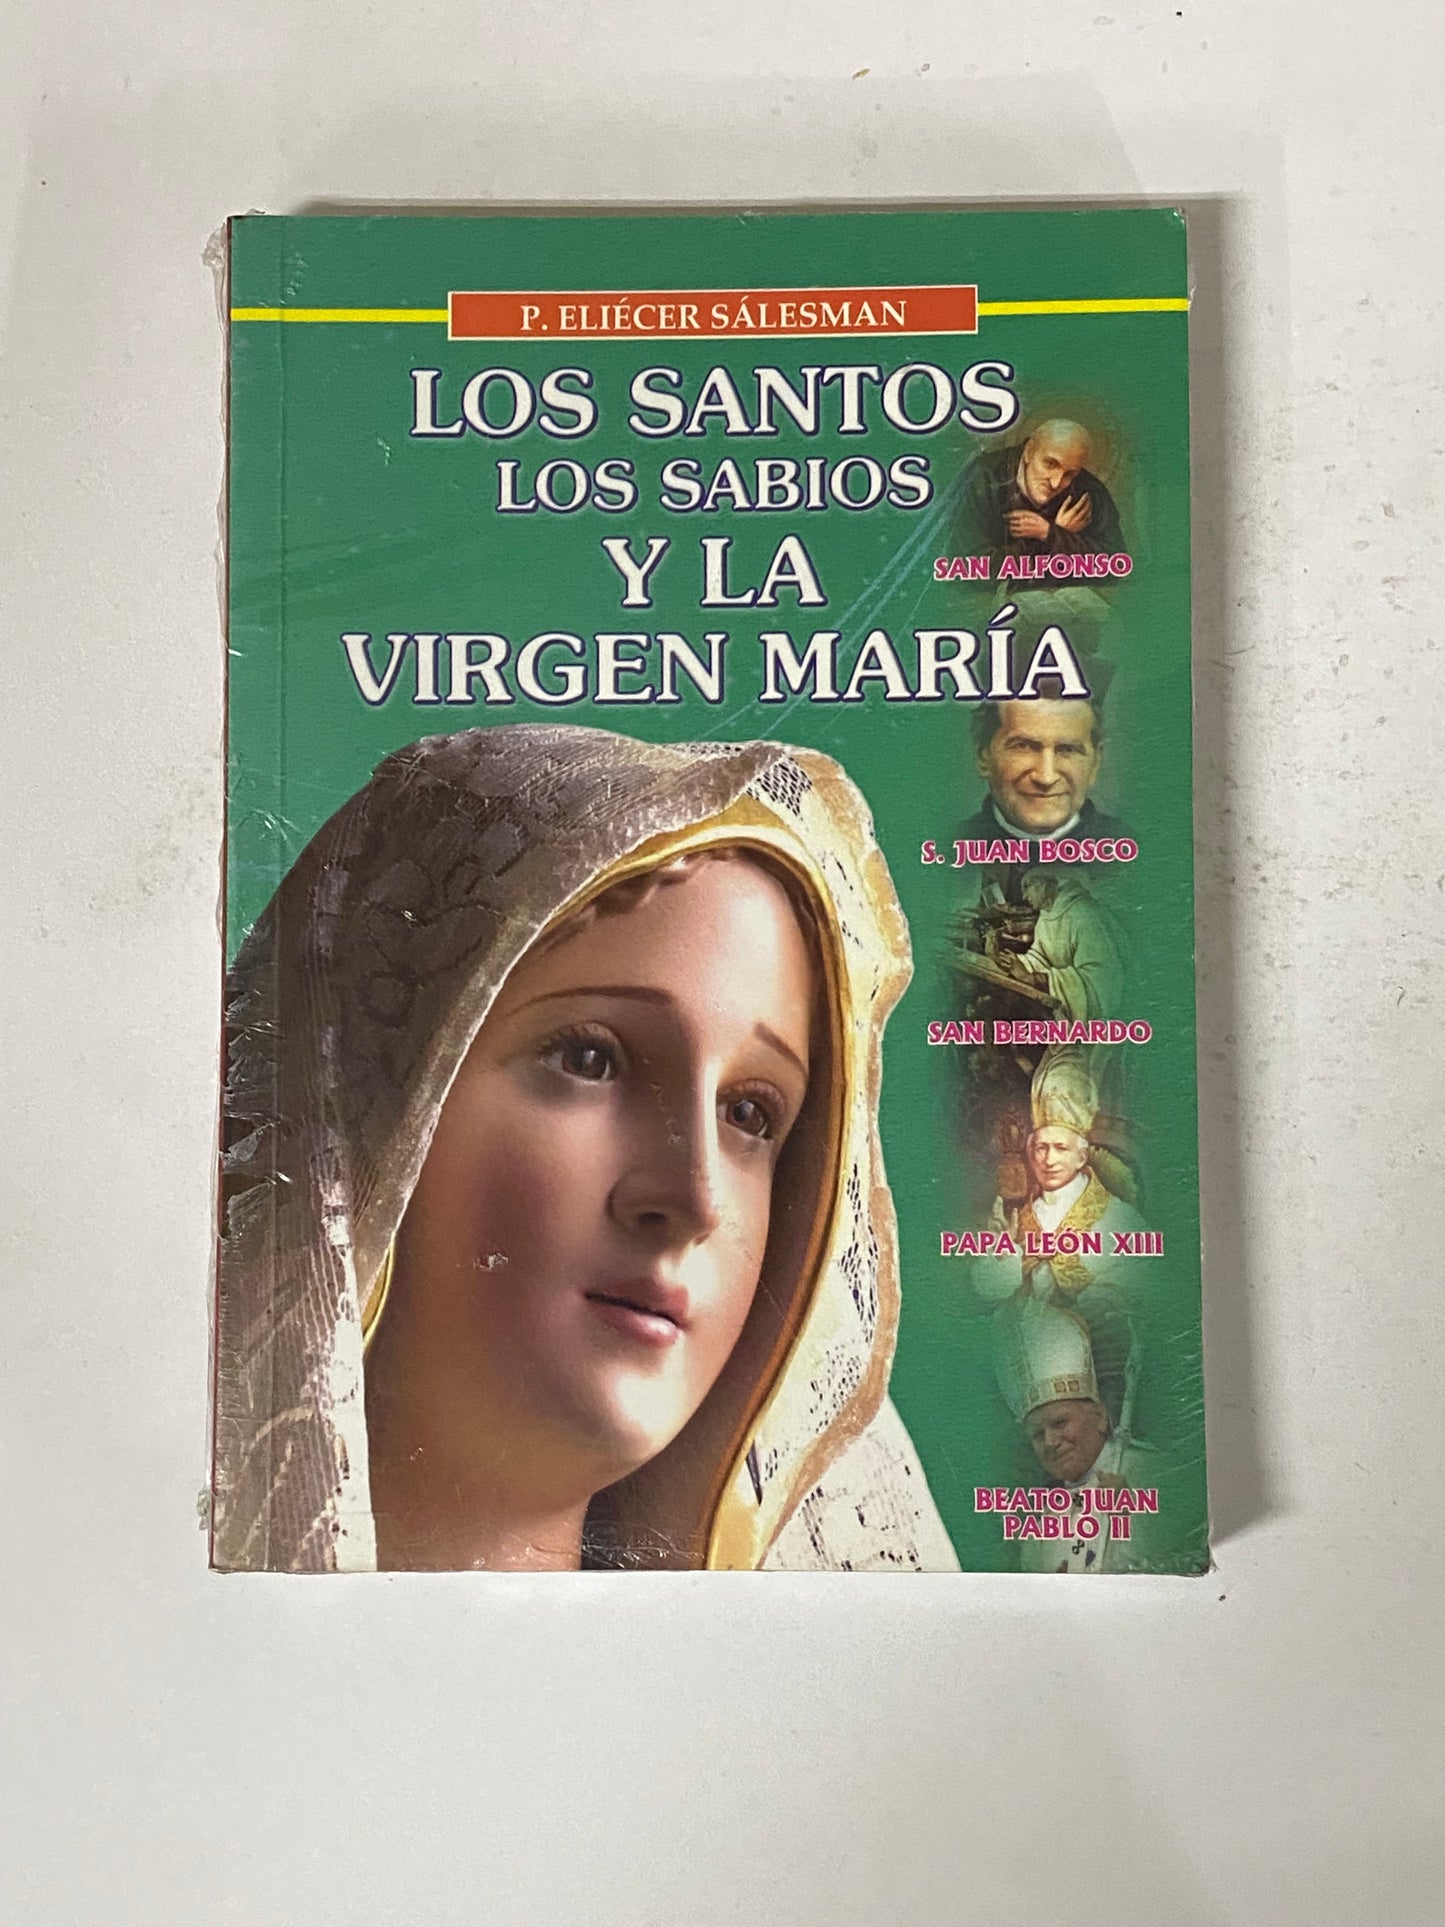 P. ELIÉCER SÁLESMAN
LOS SANTOS
LOS SABIOS
Y LA
VIRGEN MARÍA
SAN ALFONSO
S. JUAN BOSCO
SAN BERNARDO
PAPA LEÓN XIII
BEATO JUAN
PABLO II